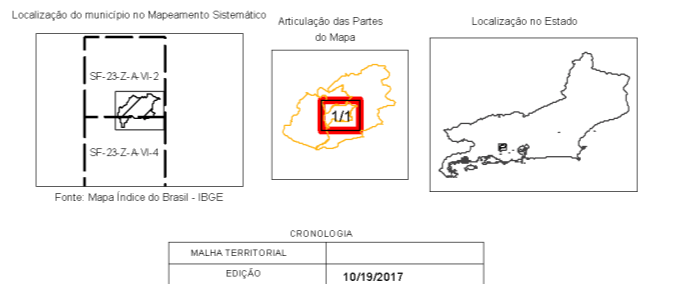 Localização do município no Mapeamento Sistemático
Articulação das Partes
do Mapa
Localização no Estado
SF-23-Z-A-VI-2
SF-23-Z-A-VI-4
1/1
Fonte: Mapa Índice do Brasil - IBGE
CRONOLOGIA
MALHA TERRITORIAL
EDIÇÃO 10/19/2017